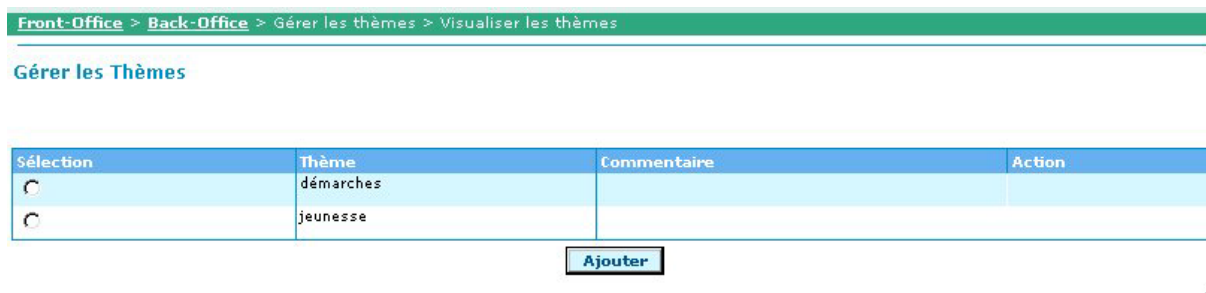 Front-Office > Back-Office > Gérer les thèmes > Visualiser les thèmes
Gérer les Thèmes
Sélection Thème Commentaire Action
démarches
jeunesse
Ajouter